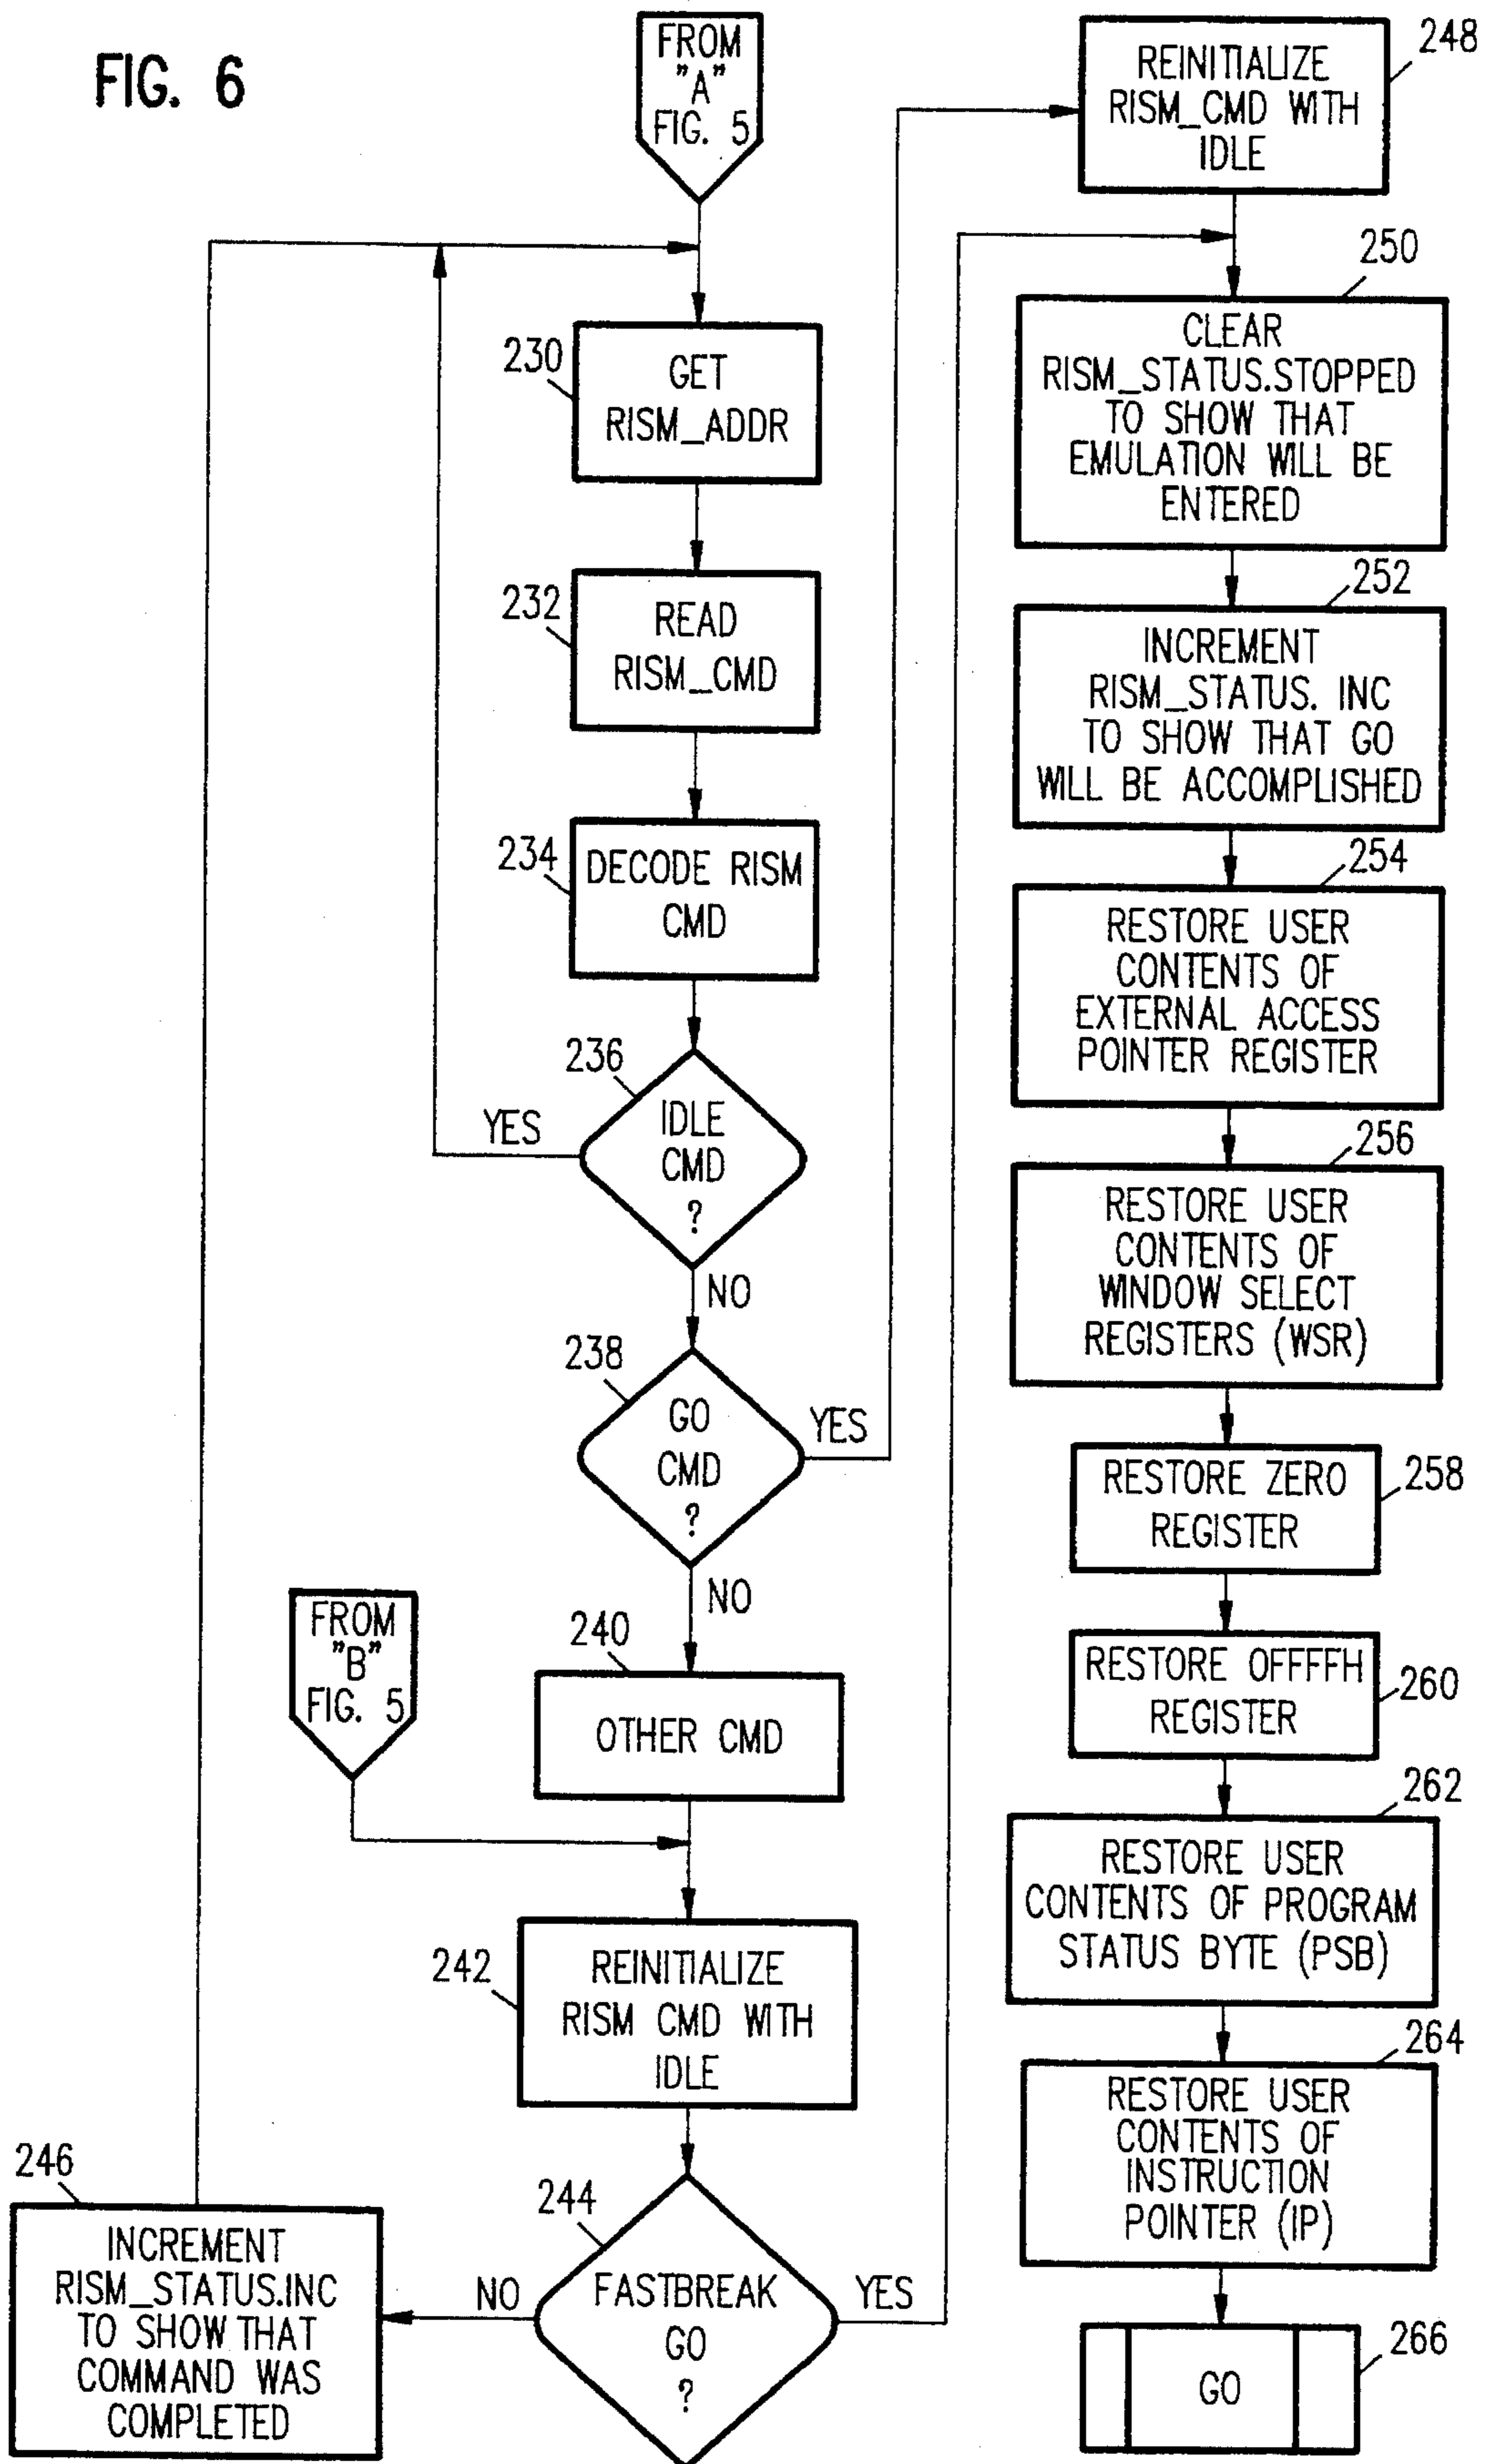 FIG. 6
FROM
"A"
FIG. 5
230
GET
RISM_ADDR
232
READ
RISM_CMD
234
DECODE RISM
CMD
236
IDLE
CMD
?
YES
NO
238
GO
CMD
?
YES
NO
240
OTHER CMD
FROM
"B"
FIG. 5
242
REINITIALIZE
RISM CMD WITH
IDLE
244
FASTBREAK
GO
?
NO
YES
246
INCREMENT
RISM_STATUS.INC
TO SHOW THAT
COMMAND WAS
COMPLETED
248
REINITIALIZE
RISM_CMD WITH
IDLE
250
CLEAR
RISM_STATUS.STOPPED
TO SHOW THAT
EMULATION WILL BE
ENTERED
252
INCREMENT
RISM_STATUS. INC
TO SHOW THAT GO
WILL BE ACCOMPLISHED
254
RESTORE USER
CONTENTS OF
EXTERNAL ACCESS
POINTER REGISTER
256
RESTORE USER
CONTENTS OF
WINDOW SELECT
REGISTERS (WSR)
258
RESTORE ZERO
REGISTER
260
RESTORE OFFFFH
REGISTER
262
RESTORE USER
CONTENTS OF PROGRAM
STATUS BYTE (PSB)
264
RESTORE USER
CONTENTS OF
INSTRUCTION
POINTER (IP)
266
GO